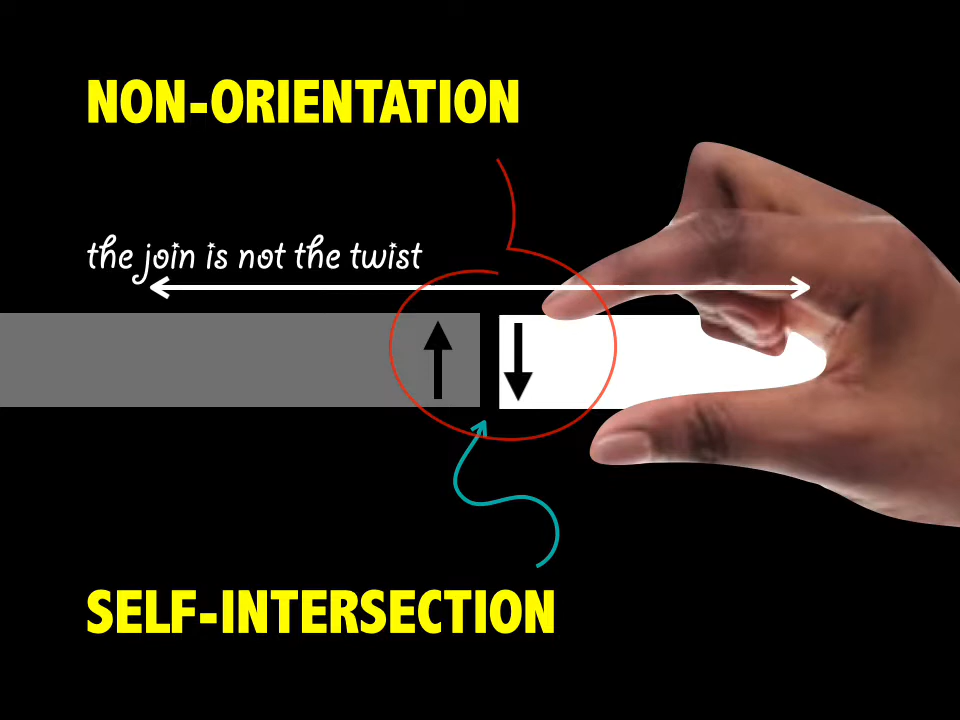 NON-ORIENTATION
the join is not the twist
SELF-INTERSECTION